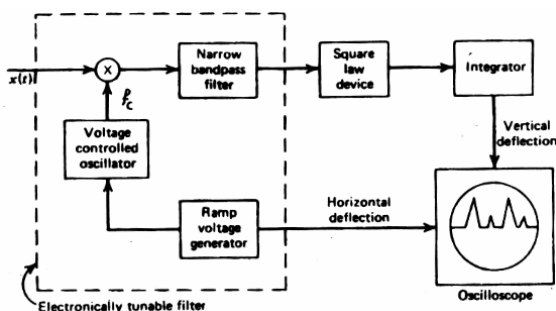 x(t)
X
Narrow
bandpass
filter
Square
law
device
Integrator
f_c
Voltage
controlled
oscillator
Vertical
deflection
Ramp
voltage
generator
Horizontal
deflection
Oscilloscope
Electronically tunable filter